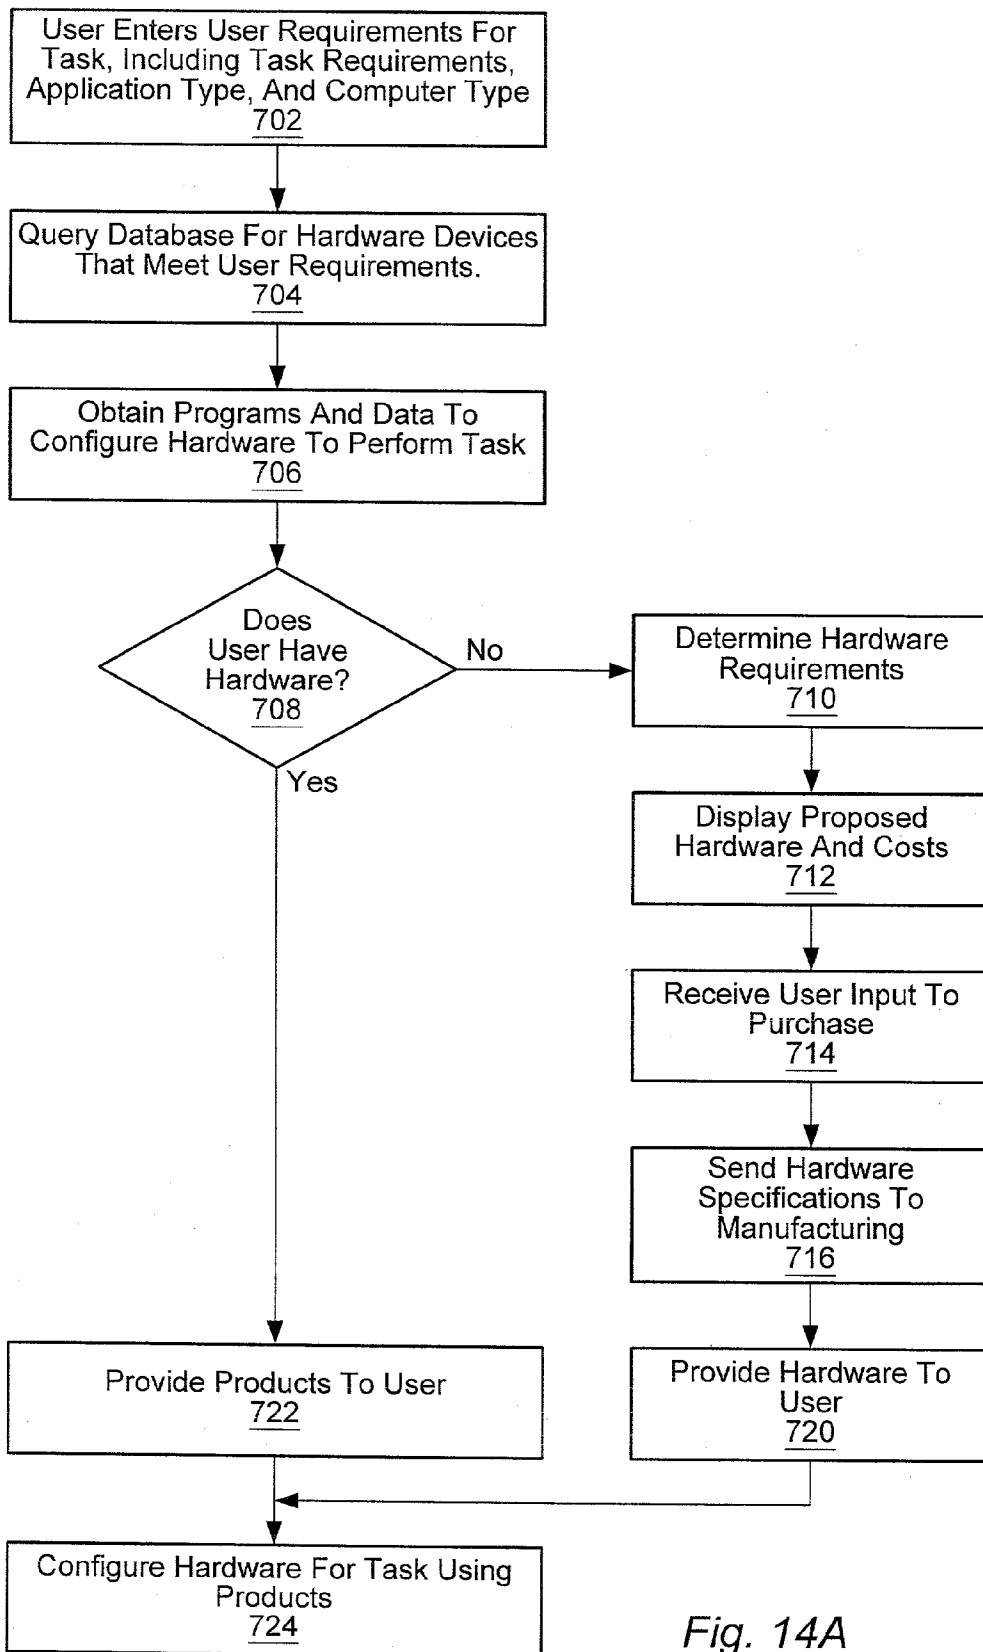 User Enters User Requirements For
Task, Including Task Requirements,
Application Type, And Computer Type
702
Query Database For Hardware Devices
That Meet User Requirements.
704
Obtain Programs And Data To
Configure Hardware To Perform Task
706
Does
User Have
Hardware?
708
No
Yes
Determine Hardware
Requirements
710
Display Proposed
Hardware And Costs
712
Receive User Input To
Purchase
714
Send Hardware
Specifications To
Manufacturing
716
Provide Products To User
722
Provide Hardware To
User
720
Configure Hardware For Task Using
Products
724
Fig. 14A